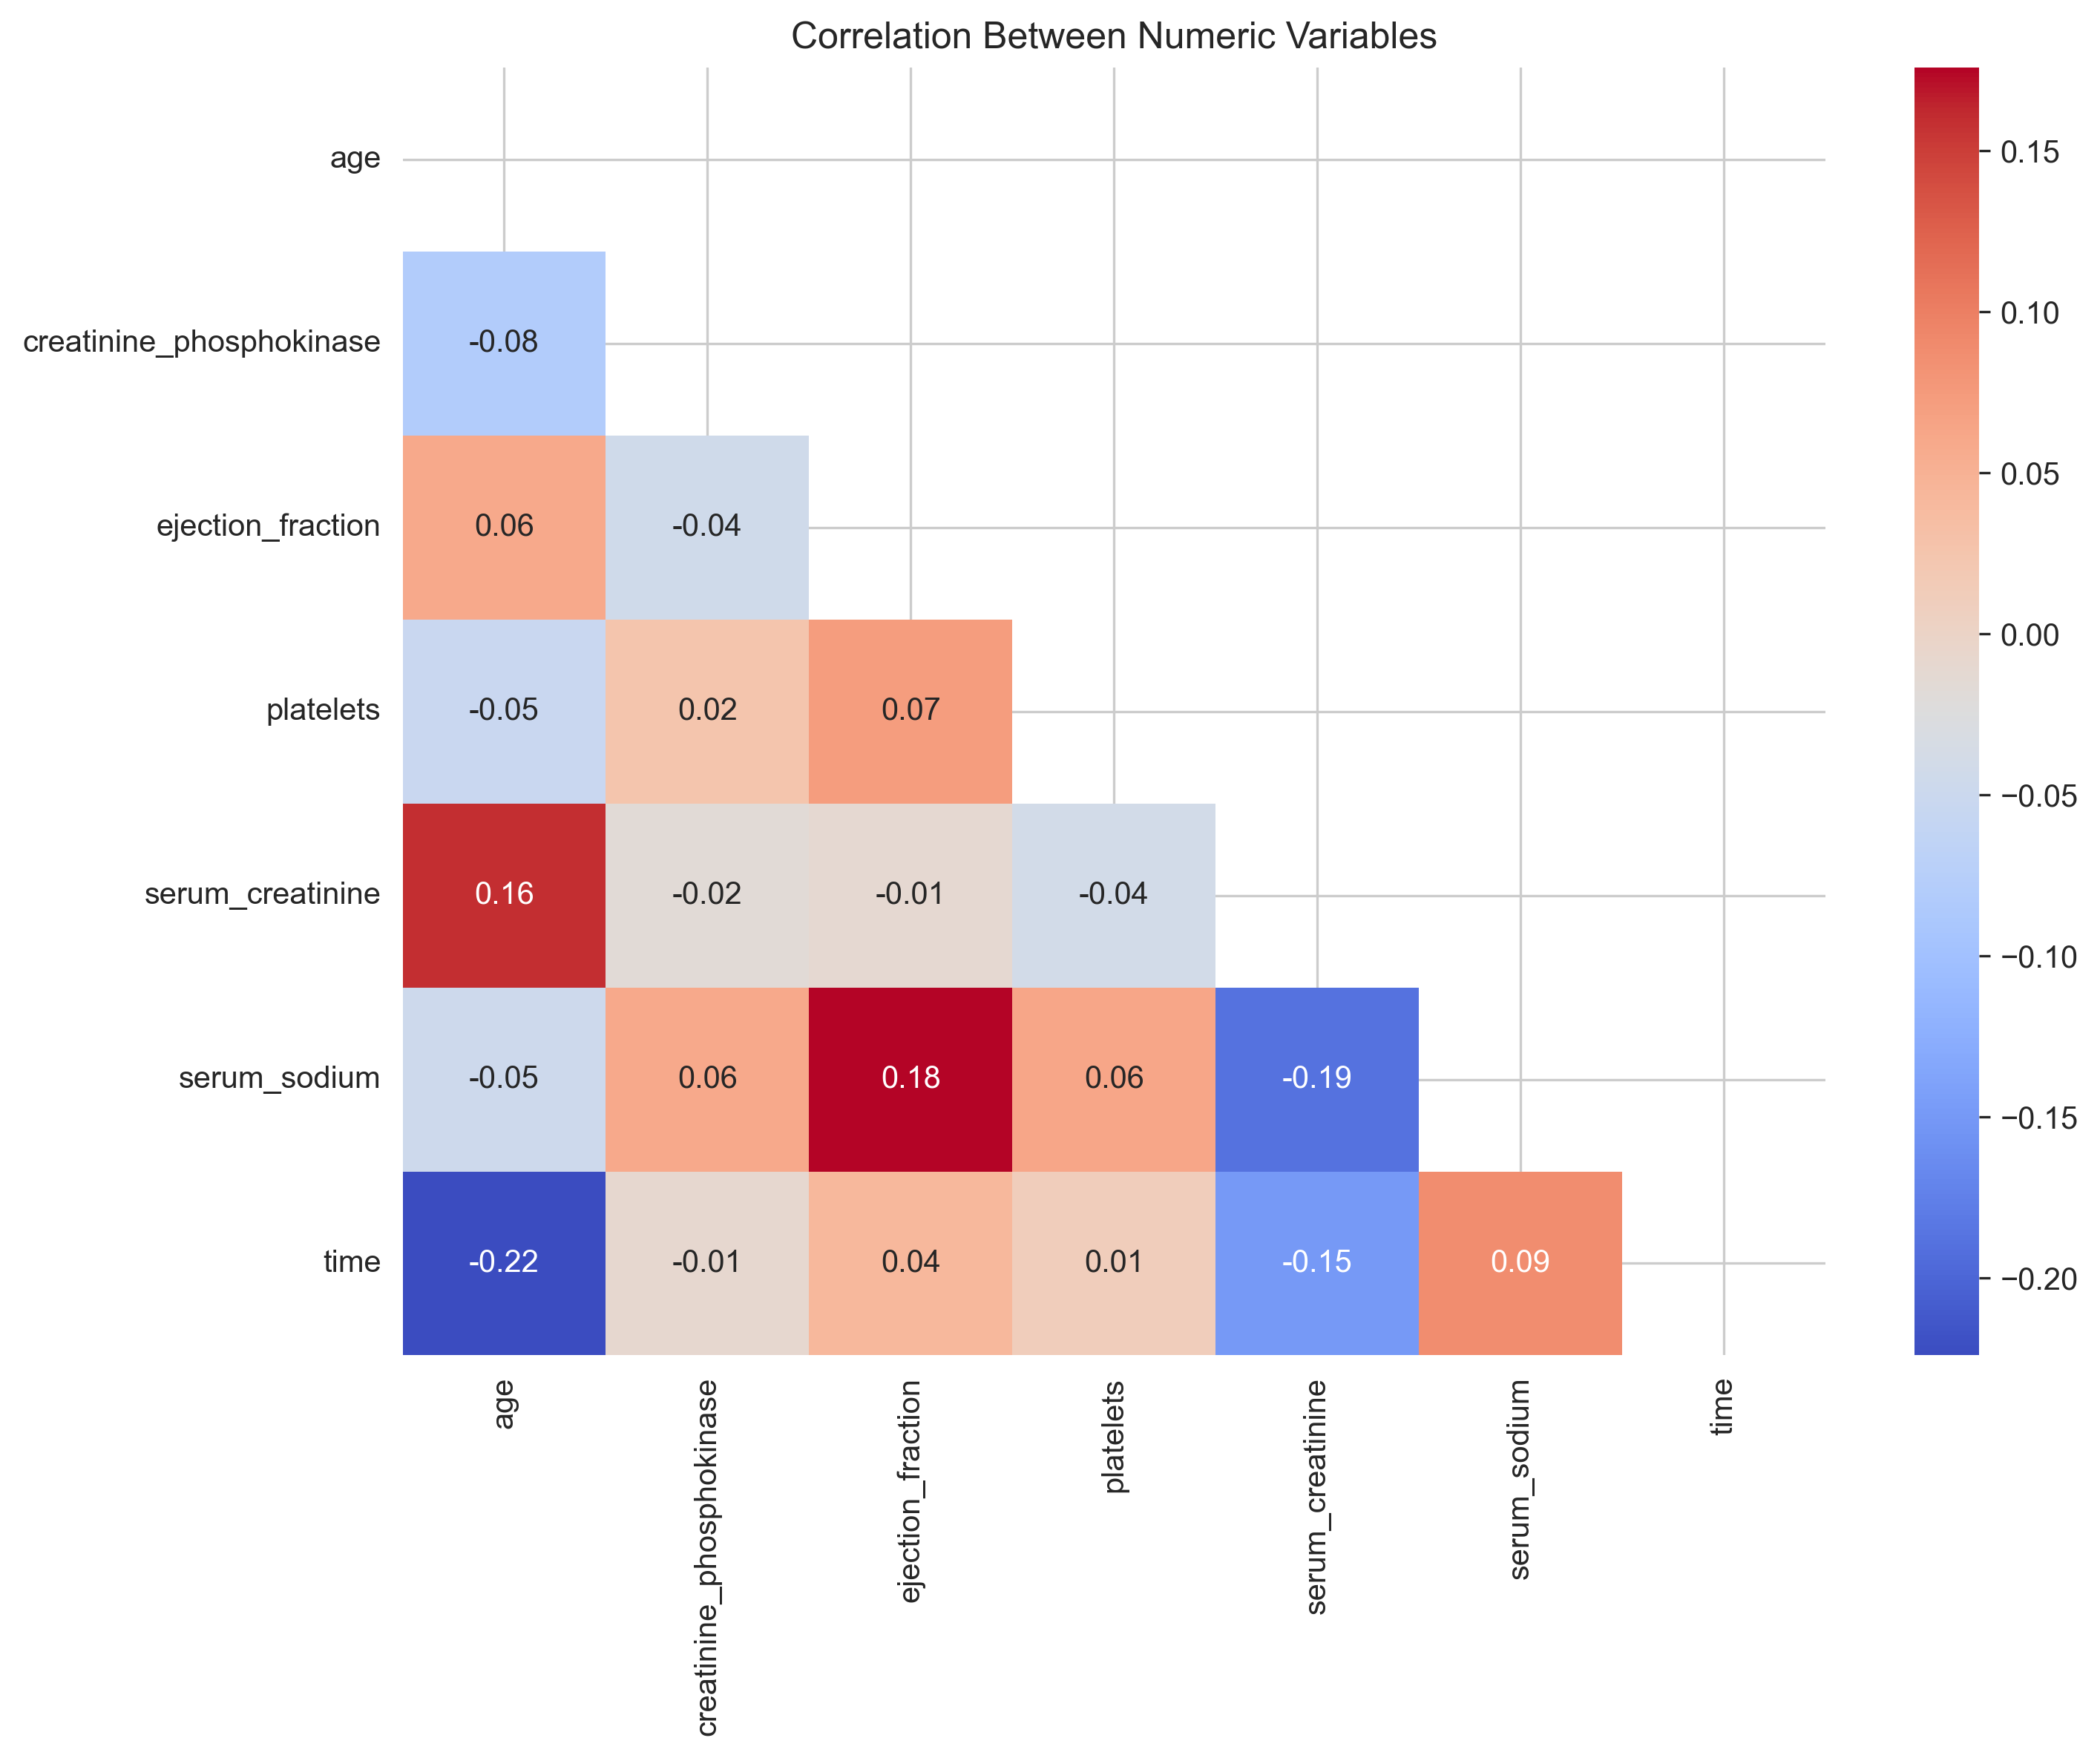 Correlation Between Numeric Variables
age
creatinine_phosphokinase
-0.08
ejection_fraction
0.06 -0.04
platelets
-0.05 0.02 0.07
serum_creatinine
0.16 -0.02 -0.01 -0.04
serum_sodium
-0.05 0.06 0.18 0.06 -0.19
time
-0.22 -0.01 0.04 0.01 -0.15 0.09
age
creatinine_phosphokinase
ejection_fraction
platelets
serum_creatinine
serum_sodium
time
0.15
0.10
0.05
0.00
−0.05
−0.10
−0.15
−0.20